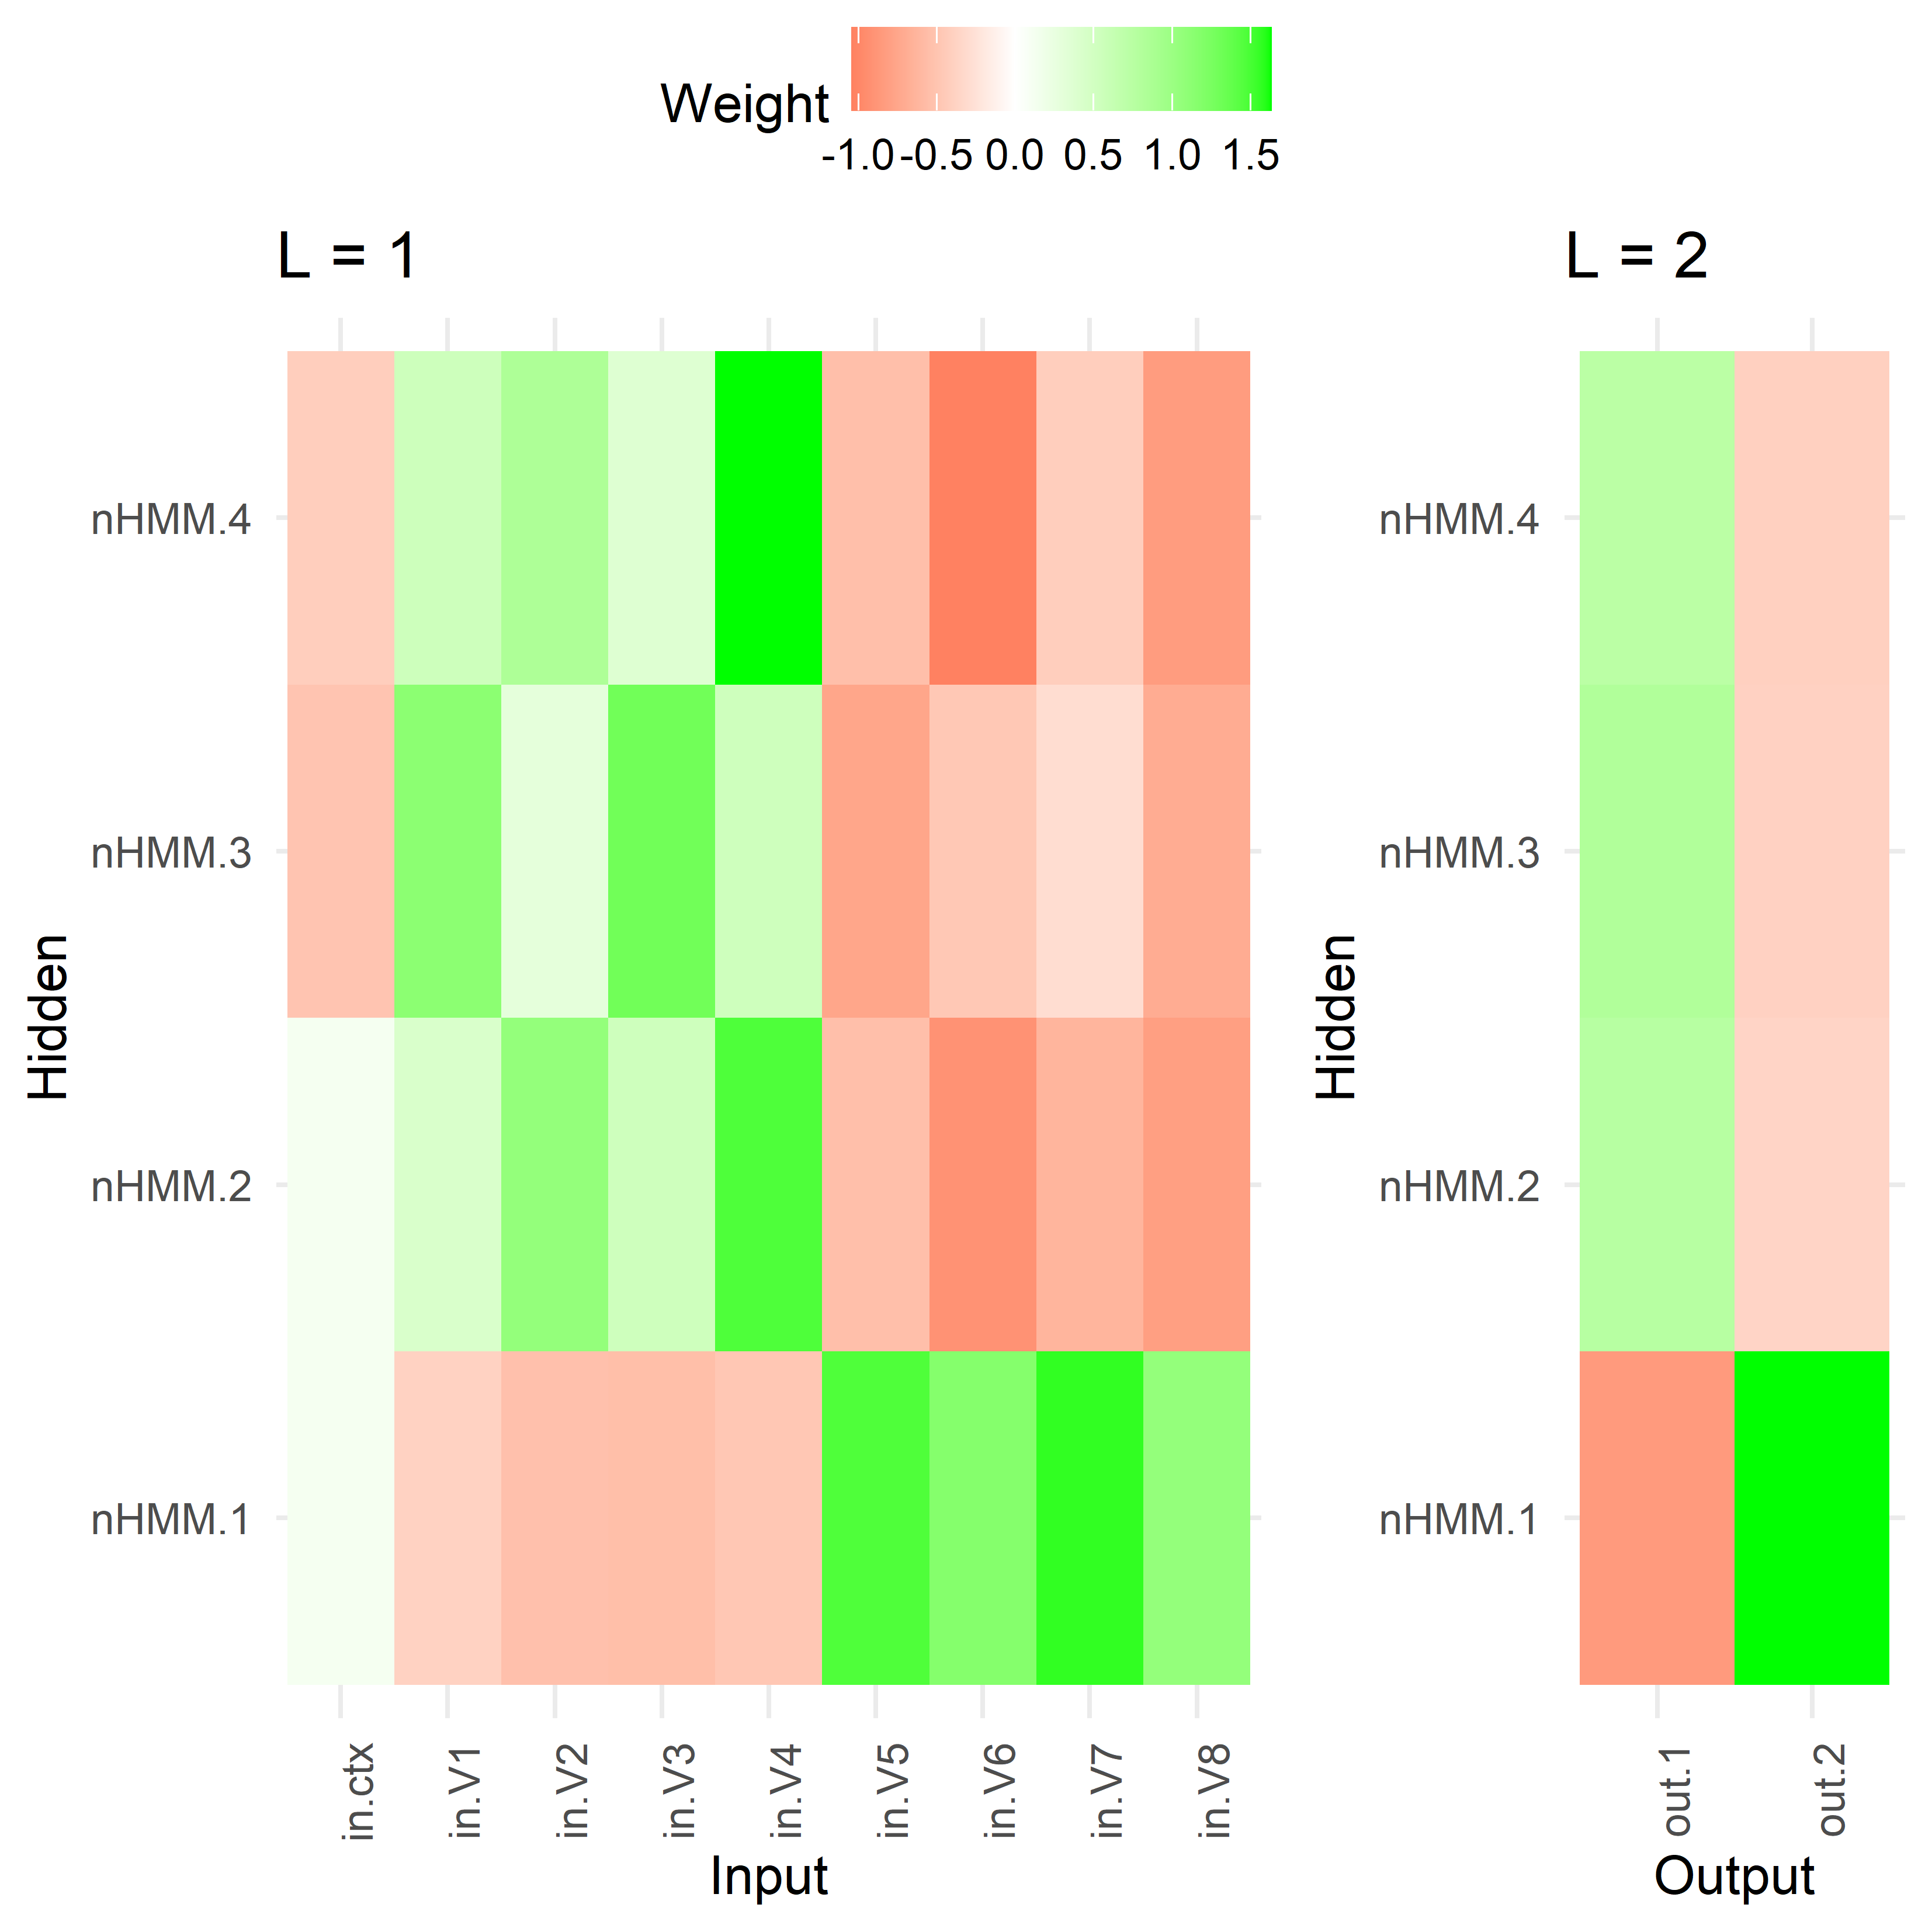 Weight
-1.0 -0.5 0.0 0.5 1.0 1.5
L = 1
Hidden
nHMM.4
nHMM.3
nHMM.2
nHMM.1
in.ctx
in.V1
in.V2
in.V3
in.V4
in.V5
in.V6
in.V7
in.V8
Input
L = 2
Hidden
nHMM.4
nHMM.3
nHMM.2
nHMM.1
out.1
out.2
Output